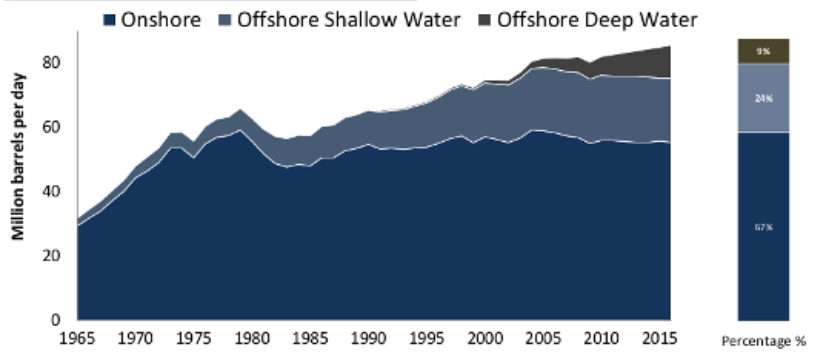 Onshore Offshore Shallow Water Offshore Deep Water
Million barrels per day
80
60
40
20
0
1965 1970 1975 1980 1985 1990 1995 2000 2005 2010 2015
9%
24%
67%
Percentage %